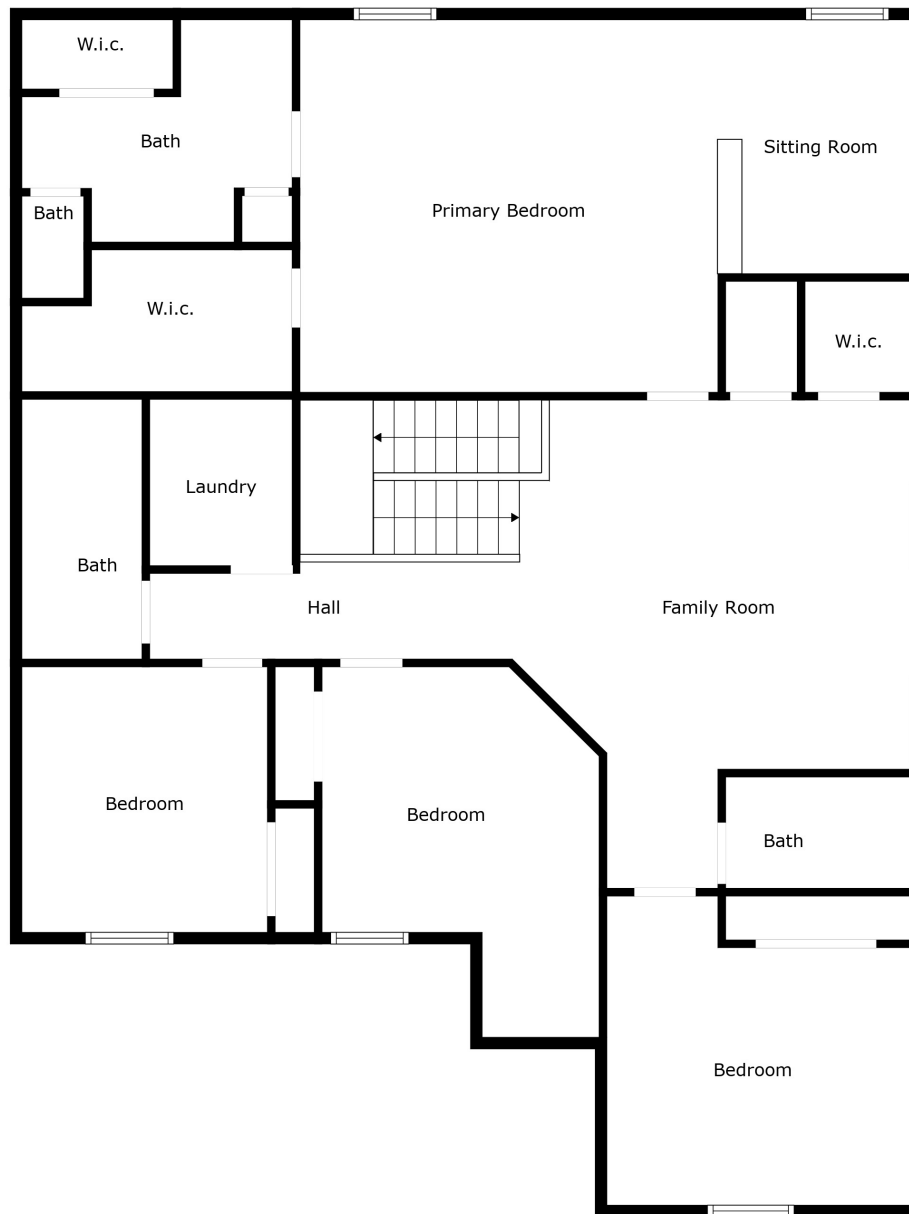 W.i.c.
Bath
Sitting Room
Bath
Primary Bedroom
W.i.c.
W.i.c.
Laundry
Bath
Hall
Family Room
Bedroom
Bedroom
Bath
Bedroom